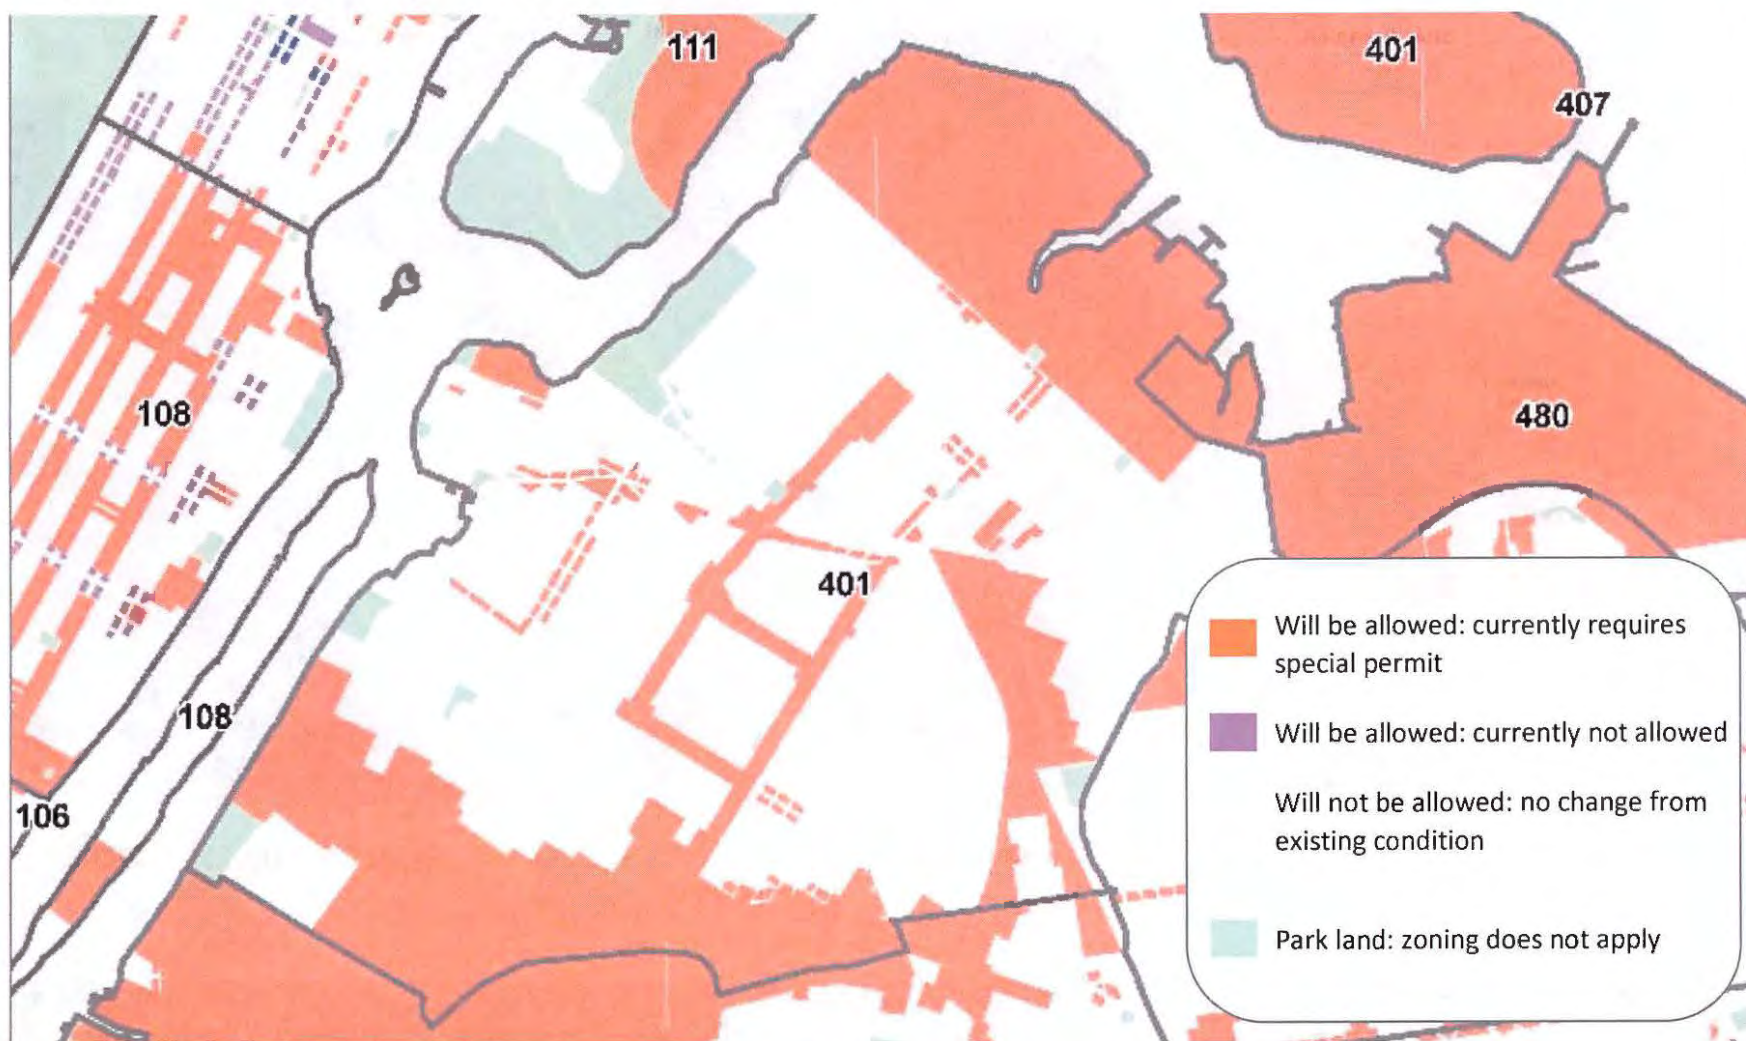 111
401
407
108
480
401
108
106
Will be allowed: currently requires
special permit
Will be allowed: currently not allowed
Will not be allowed: no change from
existing condition
Park land: zoning does not apply